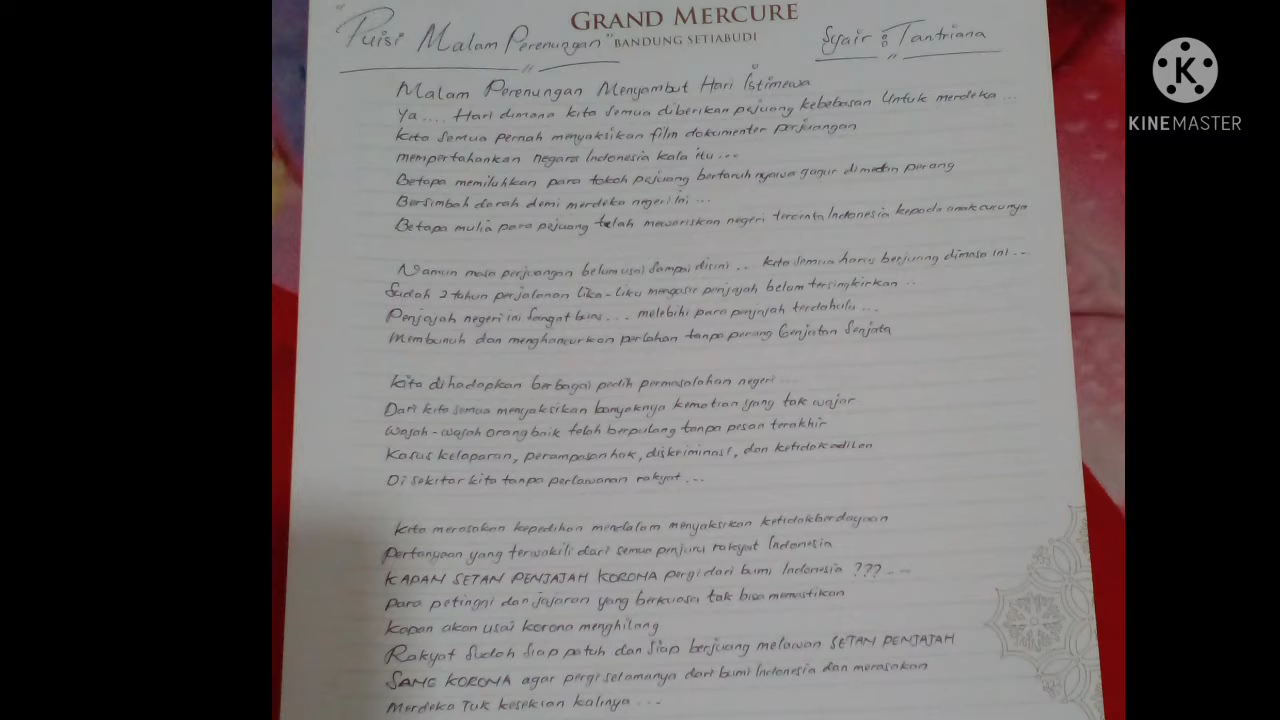 GRAND MERCURE
BANDUNG SETIABUDI
"Puisi Malam Perenungan"
Syair : Tantriana
KINEMASTER
Malam Perenungan Menyambut Hari Istimewa
Ya .... Hari dimana kita semua diberikan pejuang kebebasan Untuk merdeka ...
Kita semua pernah menyaksikan film dokumenter perjuangan
mempertahankan negara Indonesia kala itu ...
Betapa memiluhkan para tokoh pejuang bertaruh nyawa gugur dimedan perang
Bersimbah darah demi merdeka negeri ini ...
Betapa mulia para pejuang telah mewariskan negeri tercinta Indonesia kepada anak cucunya
Namun masa perjuangan belum usai sampai disini ... kita semua harus berjuang dimasa ini ...
Sudah 2 tahun perjalanan lika-liku mengusir penjajah belum tersingkirkan ..
Penjajah negeri ini sangat buas .... melebihi para penjajah terdahulu ...
Membunuh dan menghancurkan perlahan tanpa perang Genjatan Senjata
Kita dihadapkan berbagai pedih permasalahan negeri
Dari kita semua menyaksikan banyaknya kematian yang tak wajar
Wajah-wajah orang baik telah berpulang tanpa pesan terakhir
Kasus kelaparan, perampasan hak, diskriminasi, dan ketidakadilan
Di sekitar kita tanpa perlawanan rakyat ...
Kita merasakan kepedihan mendalam menyaksikan ketidakberdayaan
Pertanyaan yang terwakili dari semua penjuru rakyat Indonesia
KAPAN SETAN PENJAJAH KORONA pergi dari bumi Indonesia ??? ...
Para petinggi dan jajaran yang berkuasa tak bisa memastikan
Kapan akan usai korona menghilang
Rakyat sudah siap patuh dan siap berjuang melawan SETAN PENJAJAH
SANG KORONA agar pergi selamanya dari bumi Indonesia dan merasakan
Merdeka Tuk kesekian kalinya ...